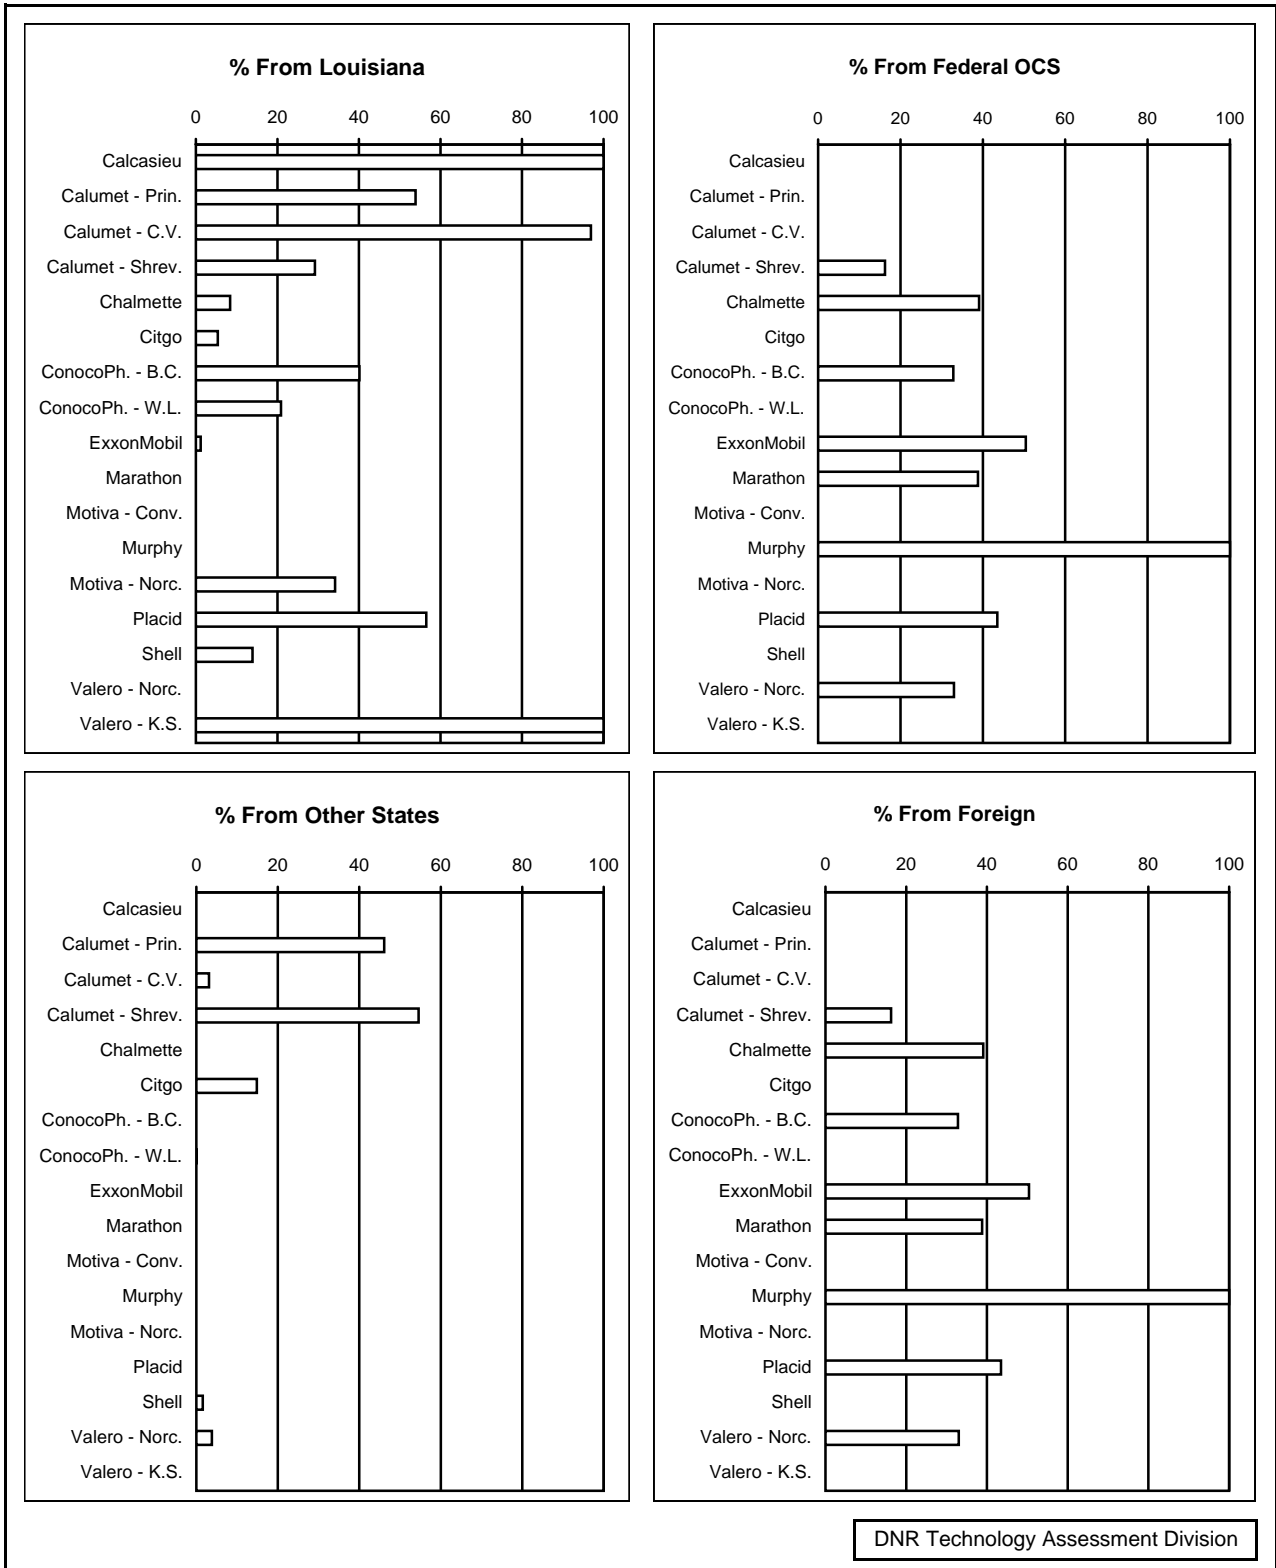 % From Louisiana
0 20 40 60 80 100
Calcasieu
Calumet - Prin.
Calumet - C.V.
Calumet - Shrev.
Chalmette
Citgo
ConocoPh. - B.C.
ConocoPh. - W.L.
ExxonMobil
Marathon
Motiva - Conv.
Murphy
Motiva - Norc.
Placid
Shell
Valero - Norc.
Valero - K.S.
% From Federal OCS
0 20 40 60 80 100
Calcasieu
Calumet - Prin.
Calumet - C.V.
Calumet - Shrev.
Chalmette
Citgo
ConocoPh. - B.C.
ConocoPh. - W.L.
ExxonMobil
Marathon
Motiva - Conv.
Murphy
Motiva - Norc.
Placid
Shell
Valero - Norc.
Valero - K.S.
% From Other States
0 20 40 60 80 100
Calcasieu
Calumet - Prin.
Calumet - C.V.
Calumet - Shrev.
Chalmette
Citgo
ConocoPh. - B.C.
ConocoPh. - W.L.
ExxonMobil
Marathon
Motiva - Conv.
Murphy
Motiva - Norc.
Placid
Shell
Valero - Norc.
Valero - K.S.
% From Foreign
0 20 40 60 80 100
Calcasieu
Calumet - Prin.
Calumet - C.V.
Calumet - Shrev.
Chalmette
Citgo
ConocoPh. - B.C.
ConocoPh. - W.L.
ExxonMobil
Marathon
Motiva - Conv.
Murphy
Motiva - Norc.
Placid
Shell
Valero - Norc.
Valero - K.S.
DNR Technology Assessment Division